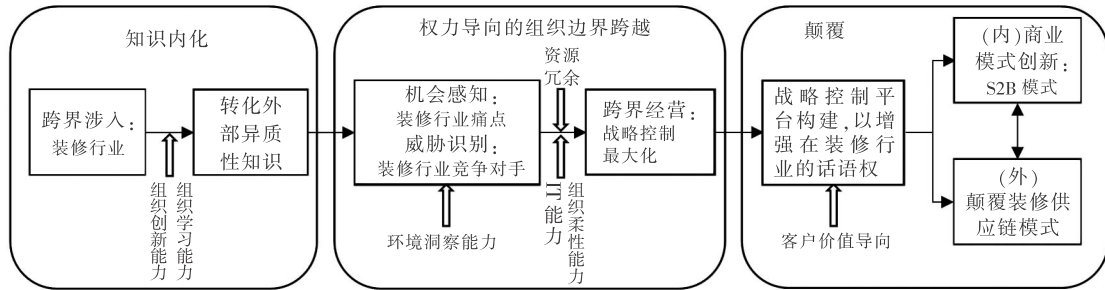 知识内化
跨界涉入：
装修行业
组织创新能力
组织学习能力
转化外
部异质
性知识
权力导向的组织边界跨越
机会感知：
装修行业痛点
威胁识别：
装修行业竞争对手
环境洞察能力
资源
冗余
IT能力
组织柔性能力
跨界经营：
战略控制
最大化
颠覆
战略控制平
台构建，以增
强在装修行
业的话语权
客户价值导向
（内）商业
模式创新：
S2B 模式
（外）
颠覆装修供
应链模式